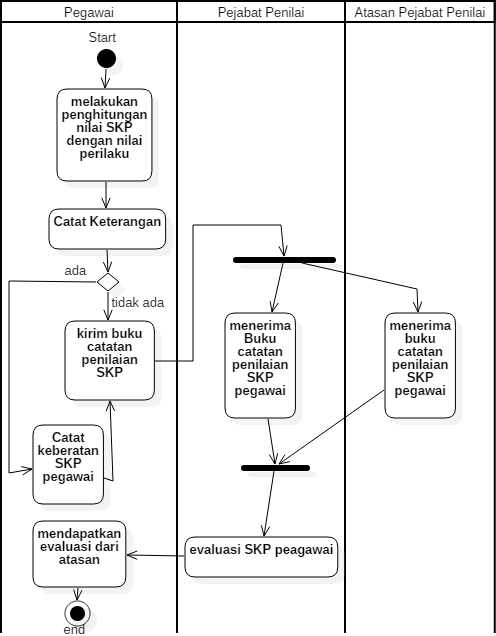 Pegawai
Pejabat Penilai
Atasan Pejabat Penilai
Start
melakukan
penghitungan
nilai SKP
dengan nilai
perilaku
Catat Keterangan
ada
tidak ada
kirim buku
catatan
penilaian
SKP
menerima
Buku
catatan
penilaian
SKP
pegawai
menerima
buku
catatan
penilaian
SKP
pegawai
Catat
keberatan
SKP
pegawai
evaluasi SKP peagawai
mendapatkan
evaluasi dari
atasan
end